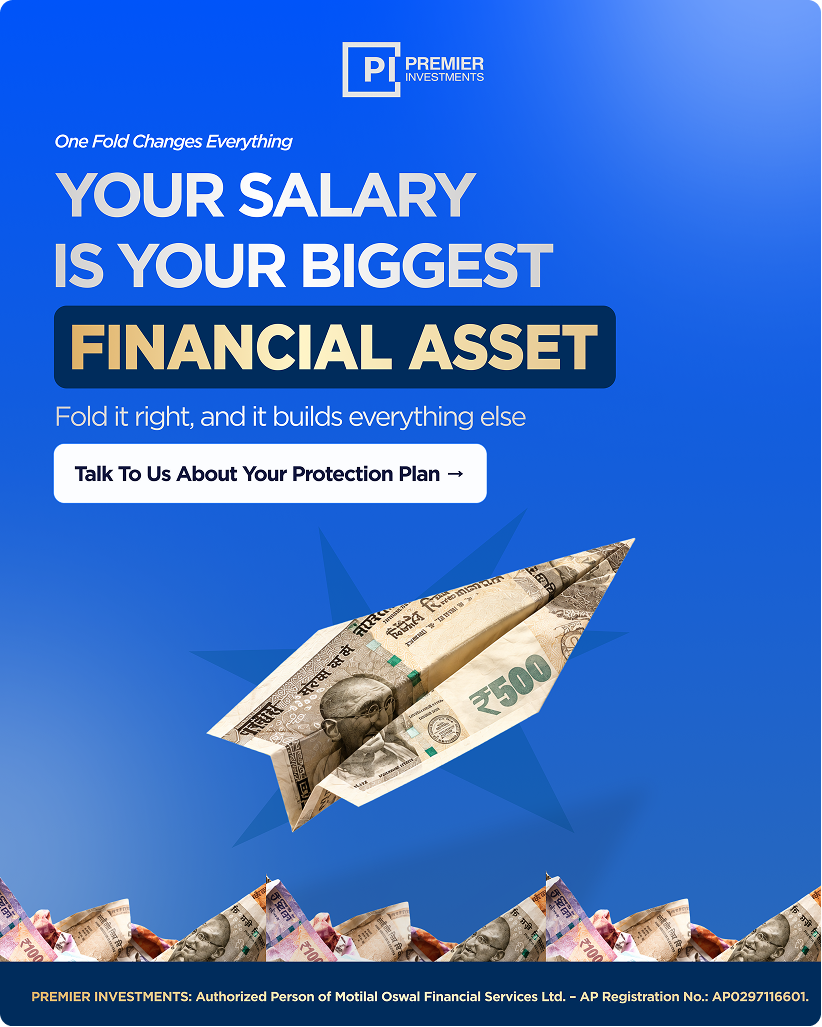 PI PREMIER
INVESTMENTS
One Fold Changes Everything
YOUR SALARY
IS YOUR BIGGEST
FINANCIAL ASSET
Fold it right, and it builds everything else
Talk To Us About Your Protection Plan →
₹500
₹100
₹100
PREMIER INVESTMENTS: Authorized Person of Motilal Oswal Financial Services Ltd. – AP Registration No.: AP0297116601.